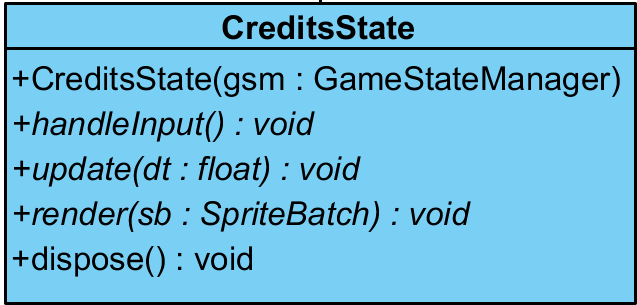 CreditsState
+CreditsState(gsm : GameStateManager)
+handleInput() : void
+update(dt : float) : void
+render(sb : SpriteBatch) : void
+dispose() : void